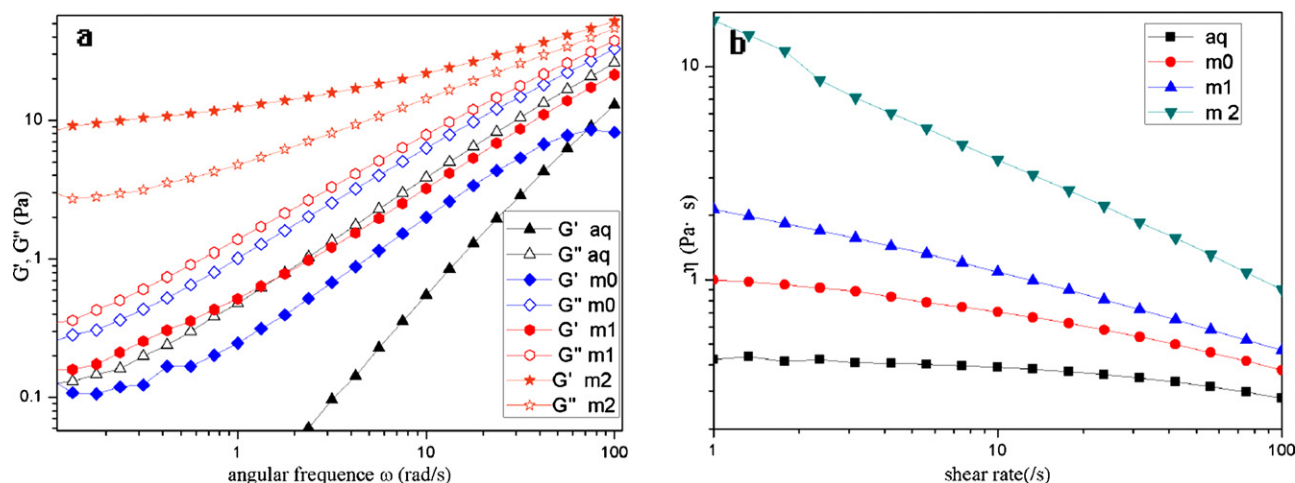 a
G', G'' (Pa)
10
1
0.1
G' aq
G'' aq
G' m0
G'' m0
G' m1
G'' m1
G' m2
G'' m2
1
10
100
angular frequence ω (rad/s)
b
η (Pa· s)
10
1
aq
m0
m1
m 2
1
10
100
shear rate(/s)